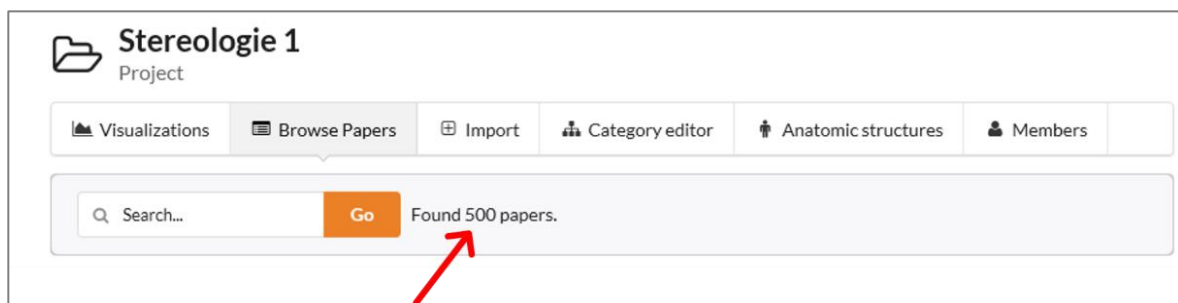 Stereologie 1
Project
Visualizations Browse Papers Import Category editor Anatomic structures Members
Search... Go Found 500 papers.